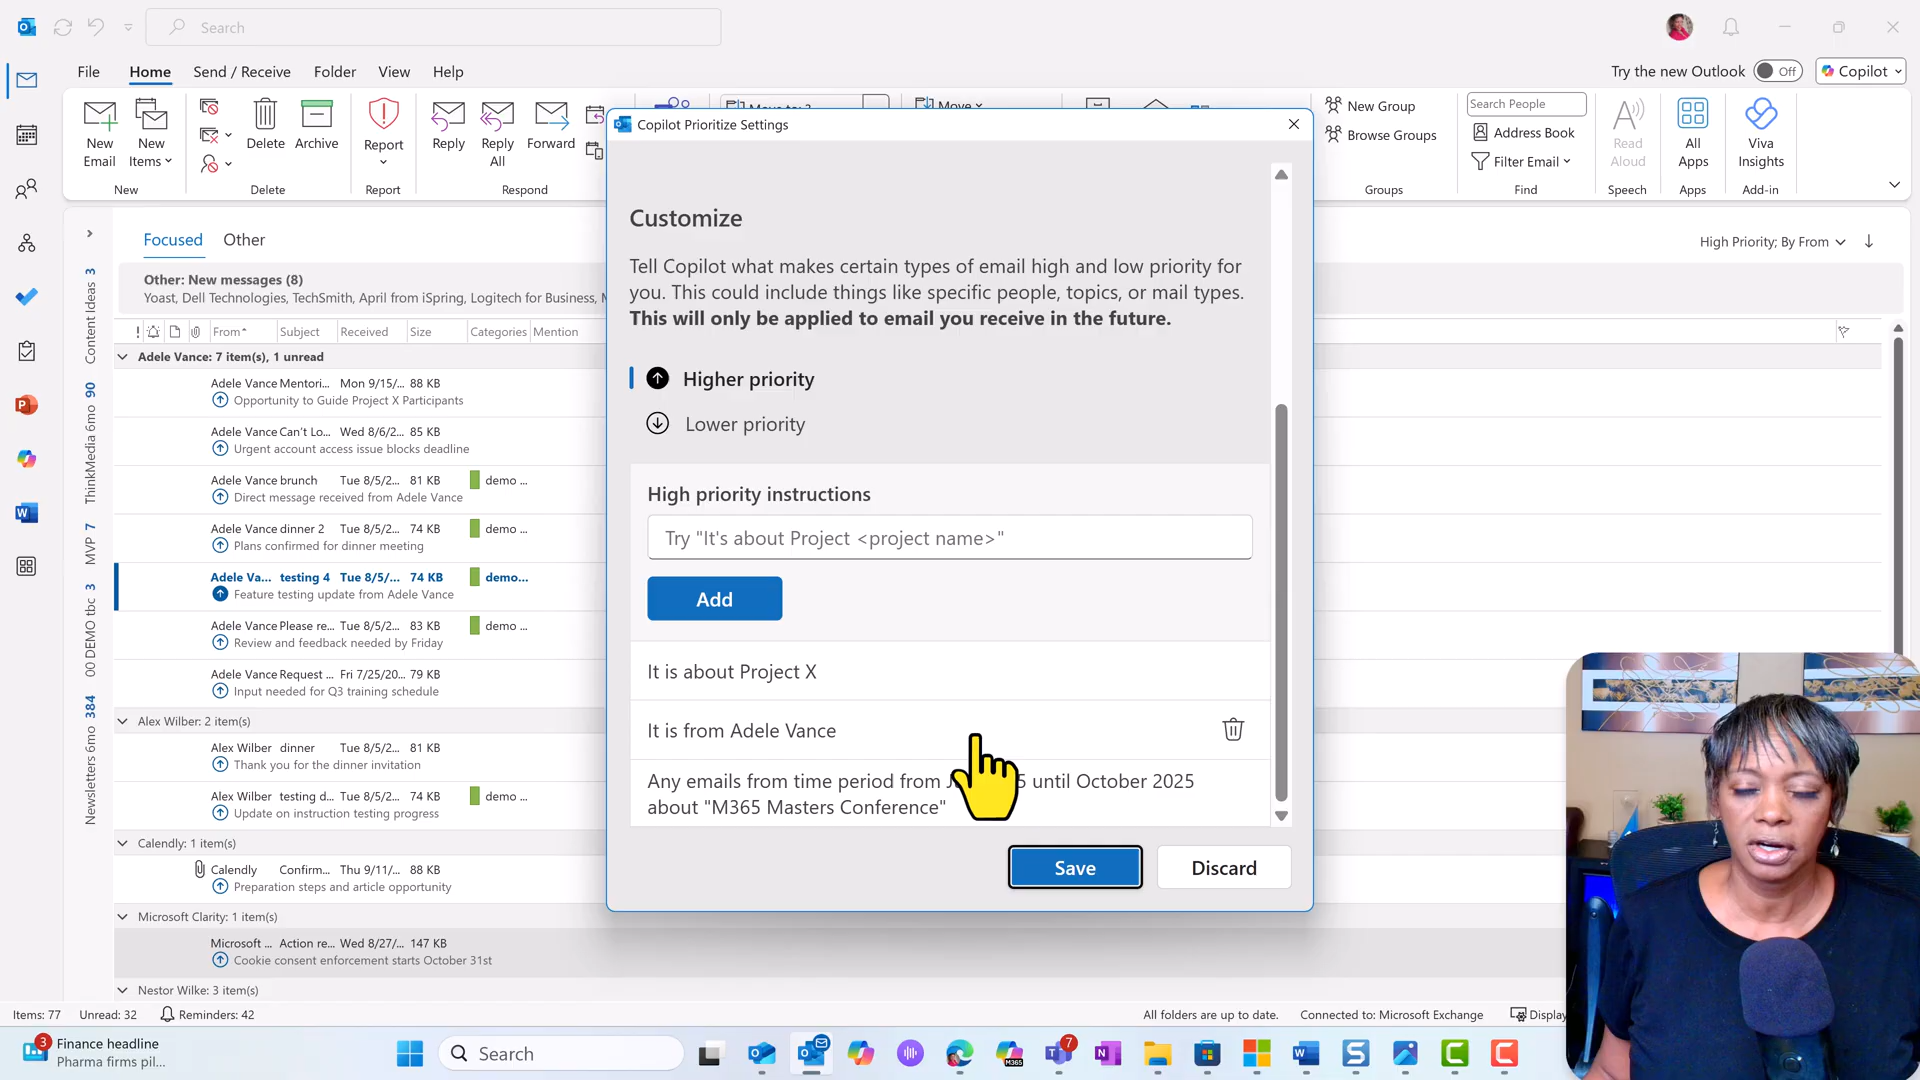 Search
File
Home
Send / Receive
Folder
View
Help
Try the new Outlook
Off
Copilot
New
Email
New
Items
New
Delete
Archive
Delete
Report
Report
Reply
Reply
All
Forward
Respond
Move
New Group
Browse Groups
Groups
Search People
Address Book
Filter Email
Find
Read
Aloud
Speech
All
Apps
Apps
Viva
Insights
Add-in
Content Ideas 3
ThinkMedia 6mo 90
MVP 7
00 DEMO tbc 3
Newsletters 6mo 384
Focused
Other
High Priority; By From
Other: New messages (8)
Yoast, Dell Technologies, TechSmith, April from iSpring, Logitech for Business,
From
Subject
Received
Size
Categories
Mention
Adele Vance: 7 item(s), 1 unread
Adele Vance Mentori... Mon 9/15/... 88 KB
Opportunity to Guide Project X Participants
Adele Vance Can't Lo... Wed 8/6/2... 85 KB
Urgent account access issue blocks deadline
Adele Vance brunch Tue 8/5/2... 81 KB demo ...
Direct message received from Adele Vance
Adele Vance dinner 2 Tue 8/5/2... 74 KB demo ...
Plans confirmed for dinner meeting
Adele Va... testing 4 Tue 8/5/... 74 KB demo...
Feature testing update from Adele Vance
Adele Vance Please re... Tue 8/5/2... 83 KB demo ...
Review and feedback needed by Friday
Adele Vance Request ... Fri 7/25/20... 79 KB
Input needed for Q3 training schedule
Alex Wilber: 2 item(s)
Alex Wilber dinner Tue 8/5/2... 81 KB
Thank you for the dinner invitation
Alex Wilber testing d... Tue 8/5/2... 74 KB demo ...
Update on instruction testing progress
Calendly: 1 item(s)
Calendly Confirm... Thu 9/11/... 88 KB
Preparation steps and article opportunity
Microsoft Clarity: 1 item(s)
Microsoft ... Action re... Wed 8/27/... 147 KB
Cookie consent enforcement starts October 31st
Nestor Wilke: 3 item(s)
Copilot Prioritize Settings
Customize
Tell Copilot what makes certain types of email high and low priority for
you. This could include things like specific people, topics, or mail types.
This will only be applied to email you receive in the future.
Higher priority
Lower priority
High priority instructions
Try "It's about Project <project name>"
Add
It is about Project X
It is from Adele Vance
Any emails from time period from until October 2025
about "M365 Masters Conference"
Save
Discard
Items: 77
Unread: 32
Reminders: 42
All folders are up to date.
Connected to: Microsoft Exchange
Display
3
Finance headline
Pharma firms pil...
Search
M365
7